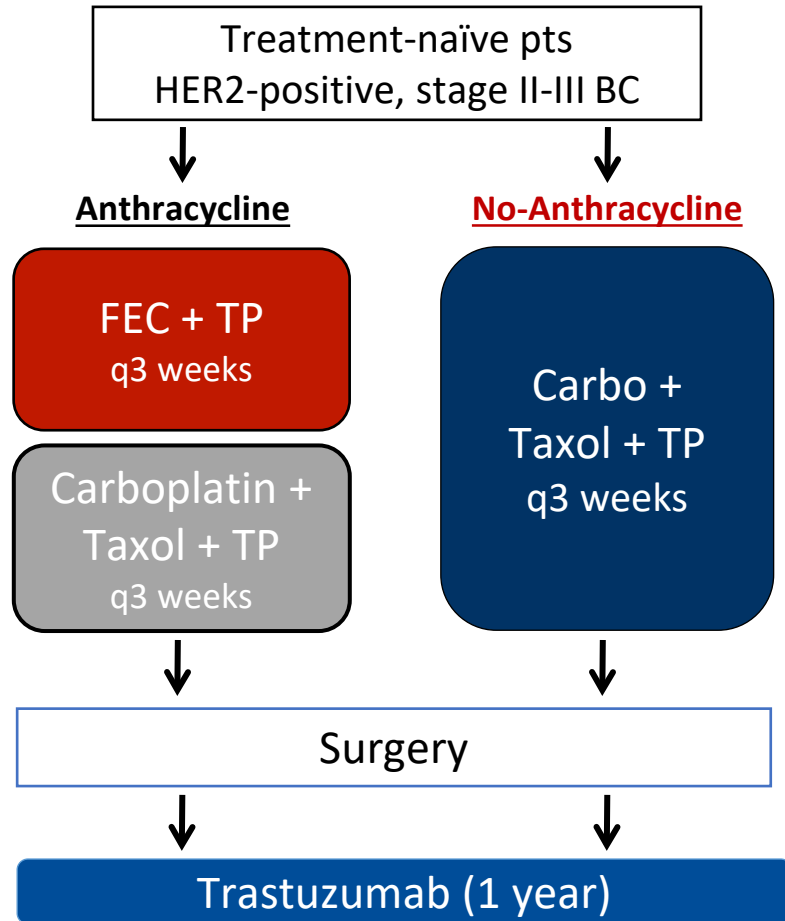 Treatment-naïve pts
HER2-positive, stage II-III BC
Anthracycline
No-Anthracycline
FEC + TP
q3 weeks
Carboplatin +
Taxol + TP
q3 weeks
Carbo +
Taxol + TP
q3 weeks
Surgery
Trastuzumab (1 year)